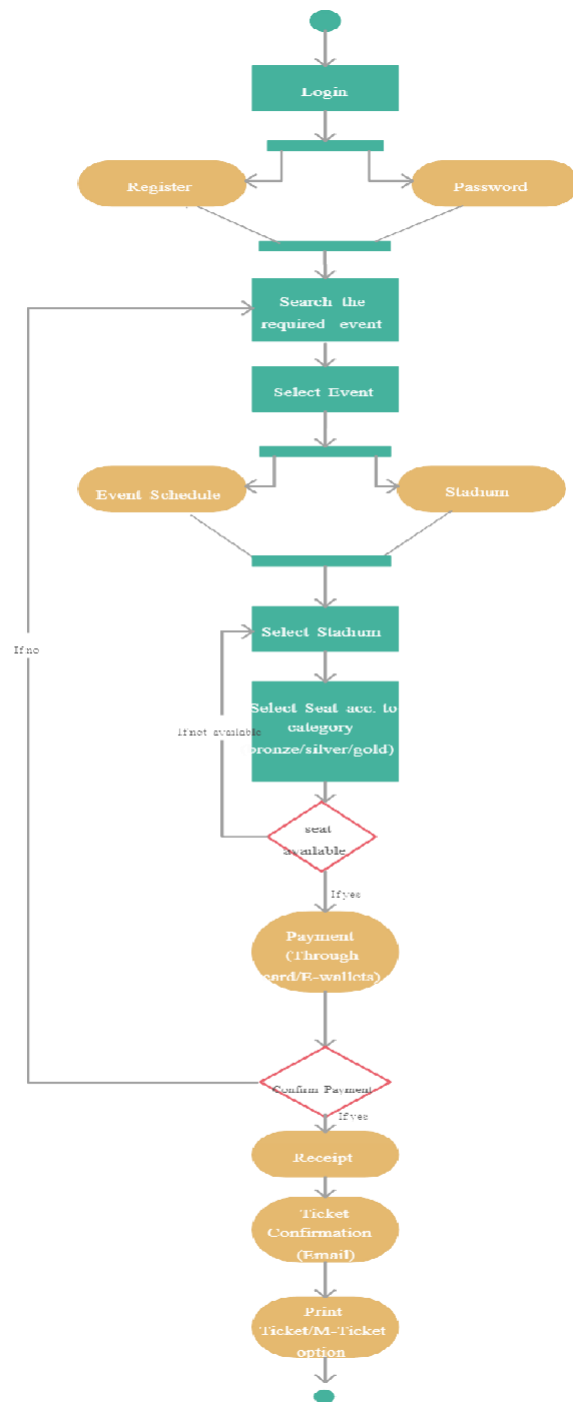 Login
Register
Password
Search the
required event
Select Event
Event Schedule
Stadium
Select Stadium
If no
Select Seat acc. to
category
bronze/silver/gold)
If not available
seat
available
If yes
Payment
(Through
card/E-wallets)
Confirm Payment
If yes
Receipt
Ticket
Confirmation
(Email)
Print
Ticket/M-Ticket
option